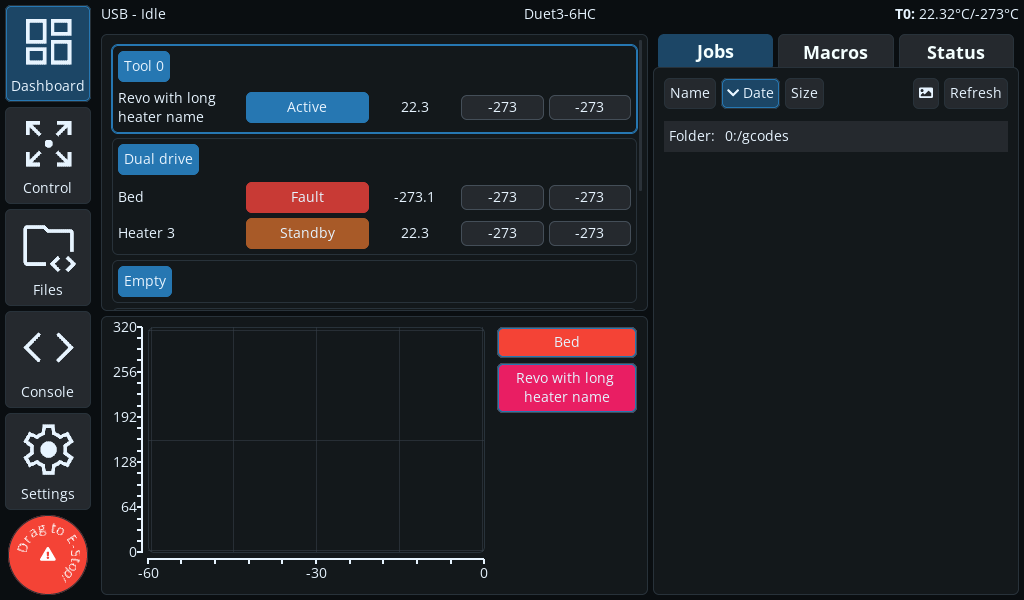 USB - Idle
Duet3-6HC
T0: 22.32°C/-273°C
Dashboard
Control
Files
Console
Settings
Drag to E-Stop!
Tool 0
Revo with long
heater name
Active
22.3
-273
-273
Dual drive
Bed
Fault
-273.1
-273
-273
Heater 3
Standby
22.3
-273
-273
Empty
320
256
192
128
64
0
-60
-30
0
Bed
Revo with long
heater name
Jobs
Macros
Status
Name
Date
Size
Refresh
Folder: 0:/gcodes